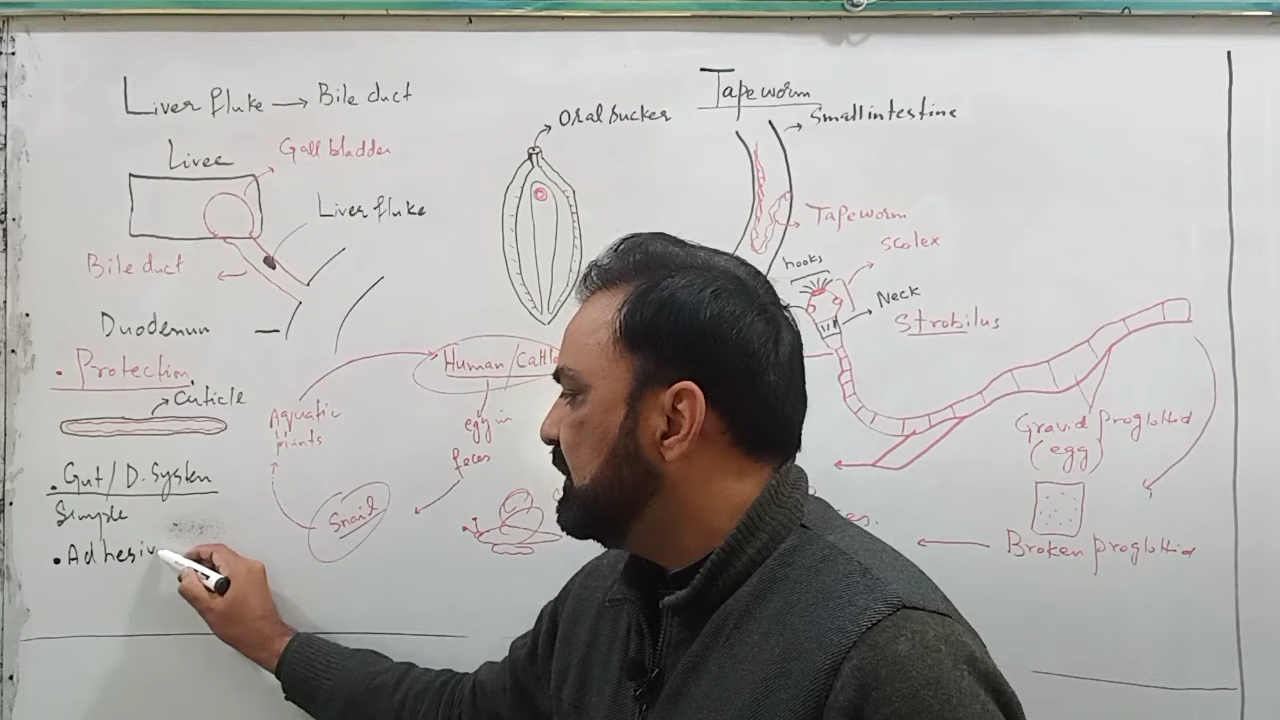 Liver fluke → Bile duct
Liver
Gall bladder
Liver fluke
Bile duct
Duodenum
• Protection
Cuticle
• Gut / D. System
Simple
• Adhesiv
Oral sucker
Human / Cattl
egg in
feces
Snail
Aquatic
plants
Tapeworm
Small intestine
Tapeworm
Scolex
hooks
Neck
Strobilus
Gravid proglottid
(egg)
Broken proglottid